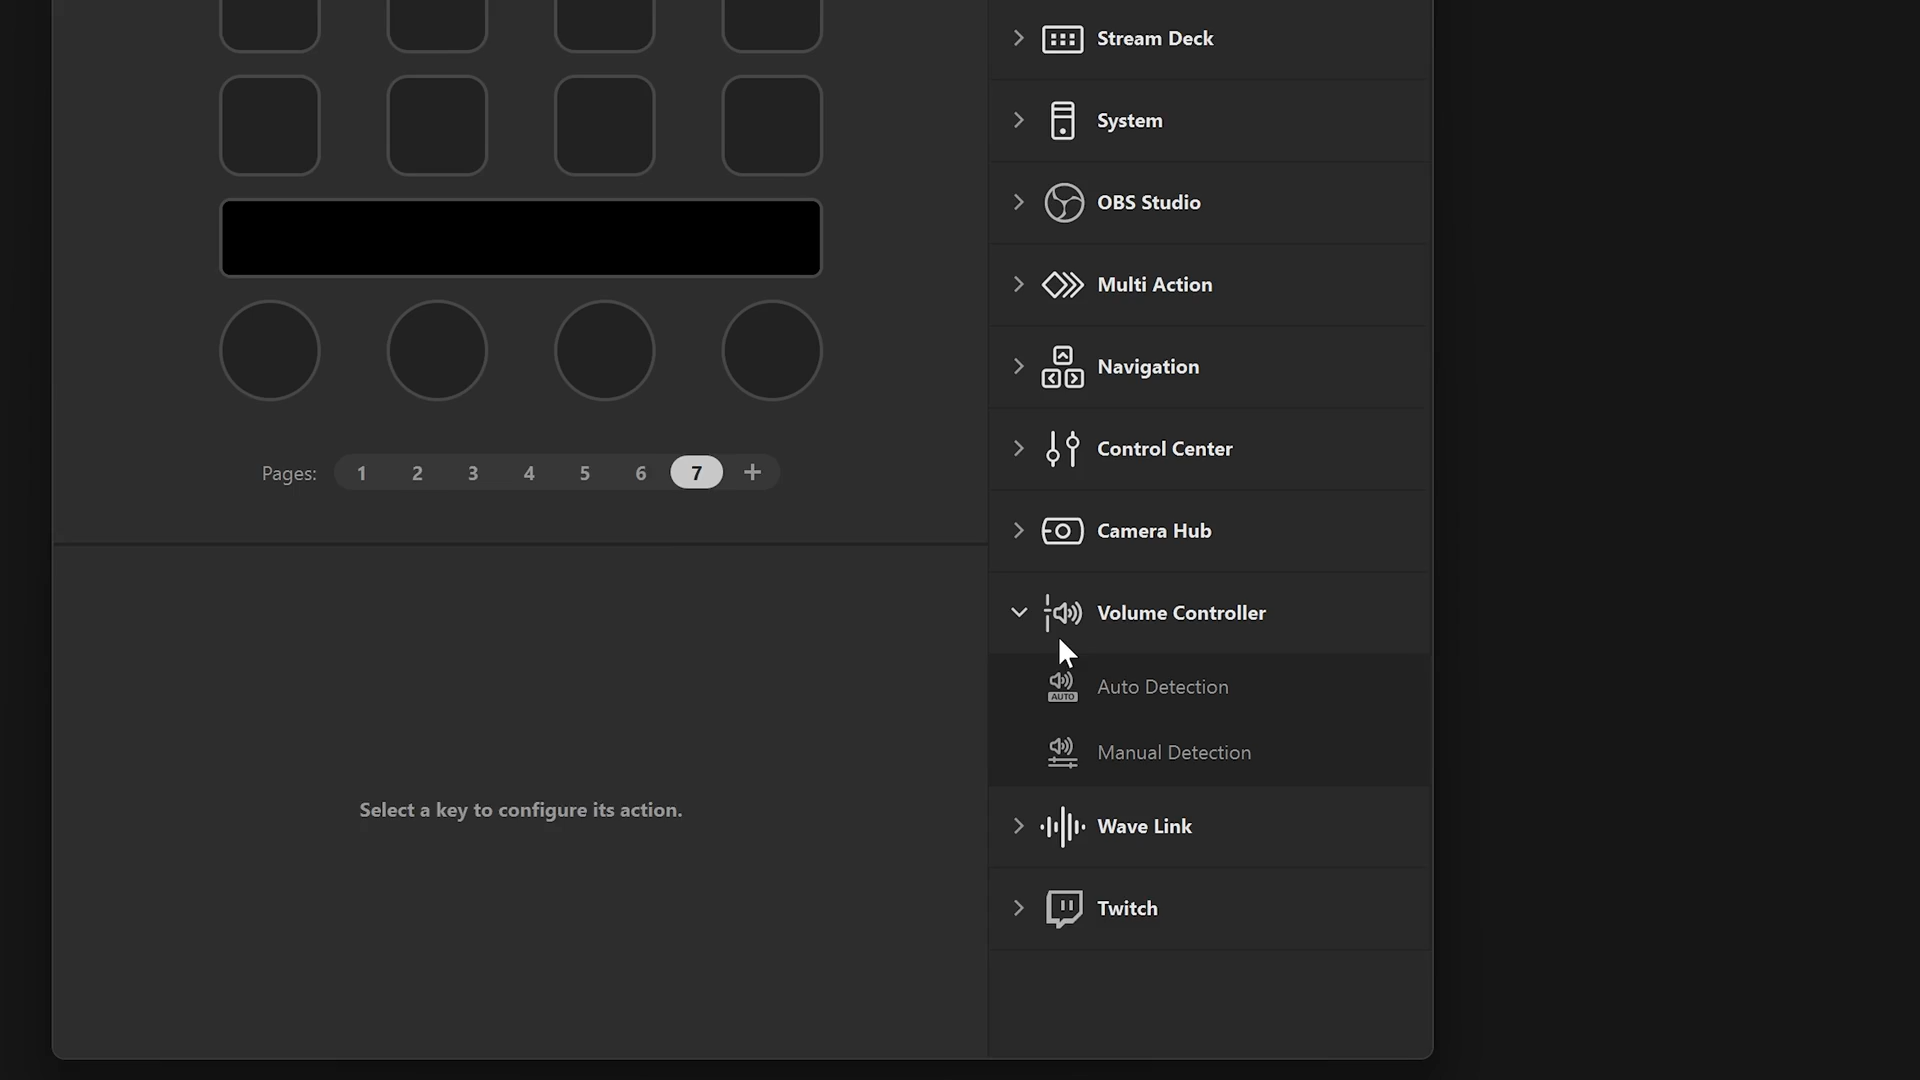 Stream Deck
System
OBS Studio
Multi Action
Navigation
Control Center
Pages: 1 2 3 4 5 6 7 +
Camera Hub
Volume Controller
AUTO Auto Detection
Manual Detection
Select a key to configure its action.
Wave Link
Twitch